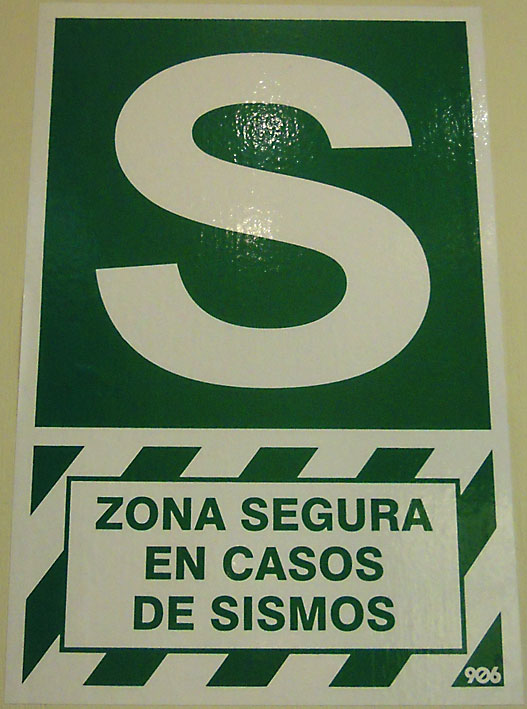 S
ZONA SEGURA
EN CASOS
DE SISMOS
906